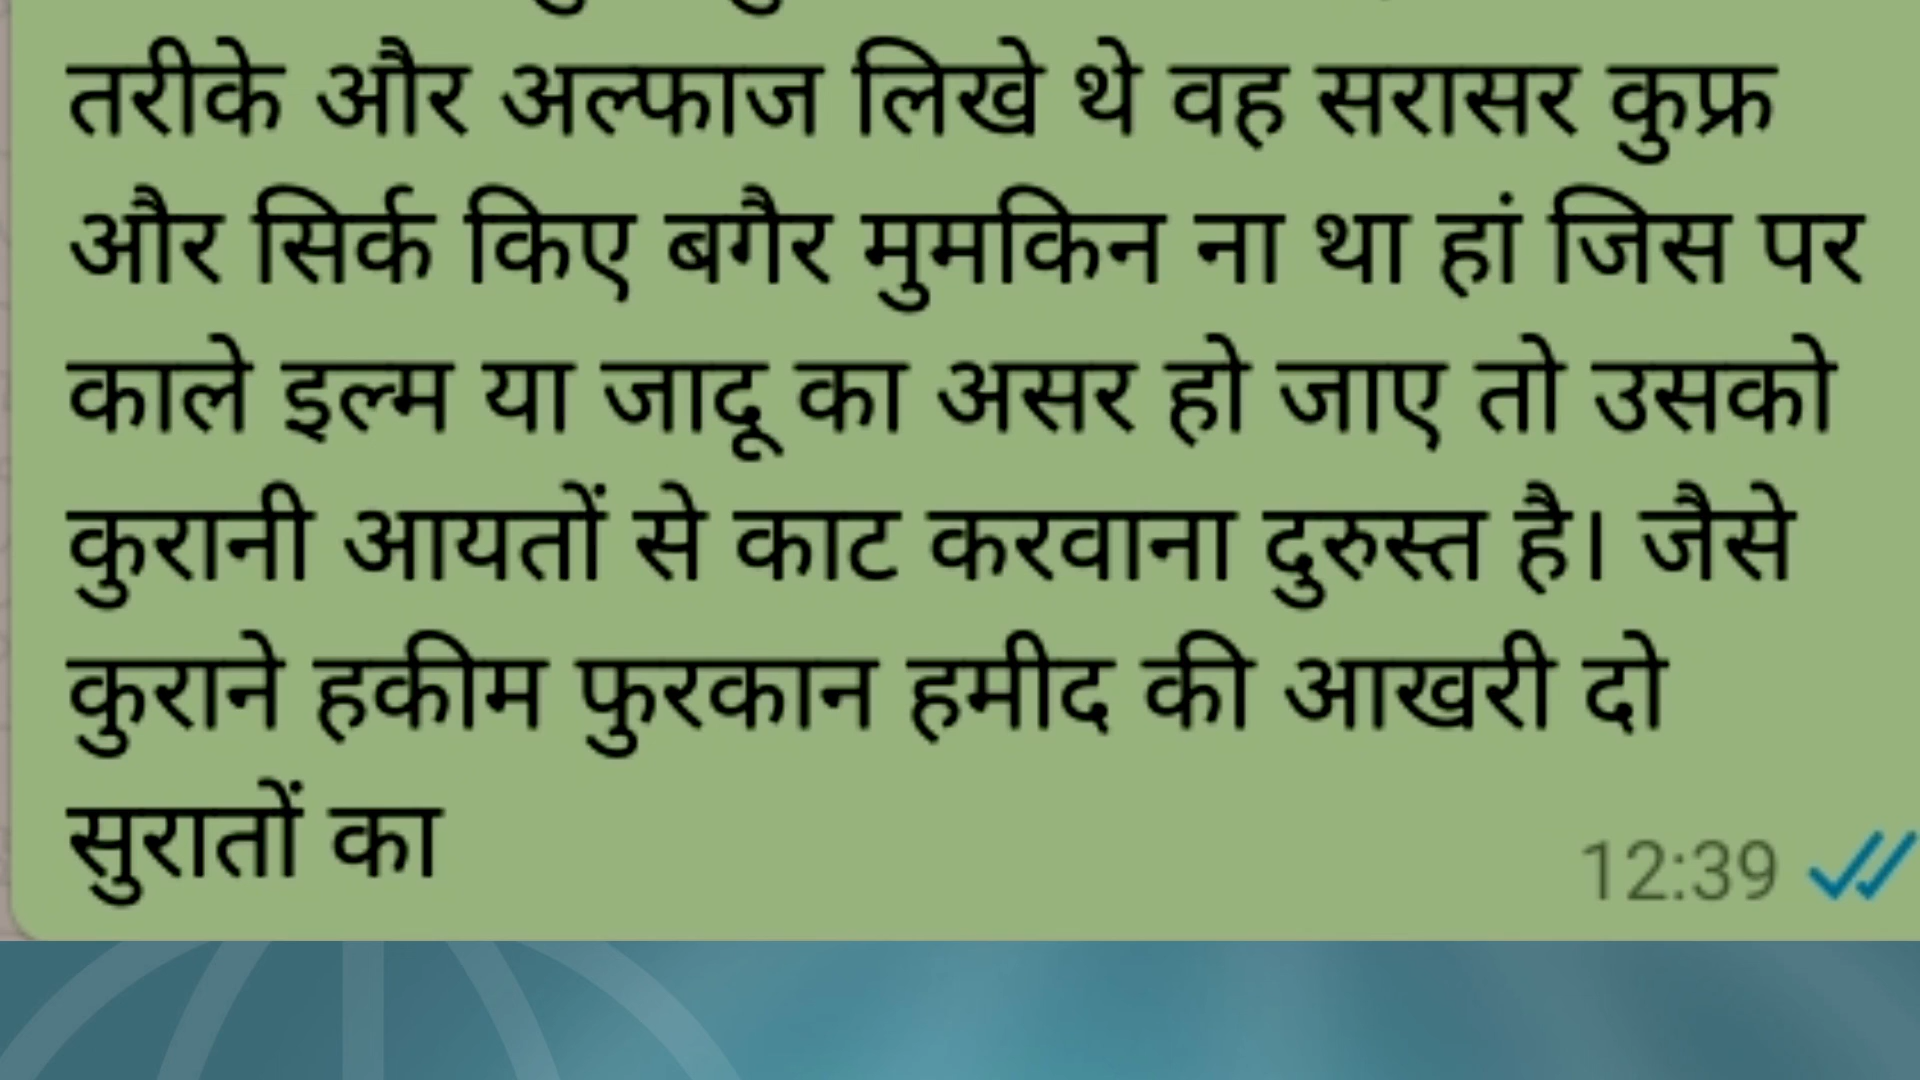 तरीके और अल्फाज लिखे थे वह सरासर कुफ्र
और सिर्क किए बगैर मुमकिन ना था हां जिस पर
काले इल्म या जादू का असर हो जाए तो उसको
कुरानी आयतों से काट करवाना दुरुस्त है। जैसे
कुराने हकीम फुरकान हमीद की आखरी दो
सुरातों का
12:39